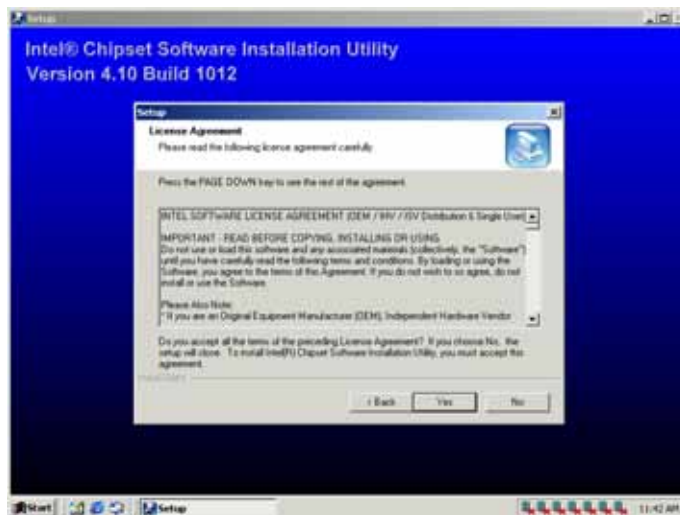 Setup
Intel® Chipset Software Installation Utility
Version 4.10 Build 1012
Setup
License Agreement
Please read the following license agreement carefully.
Press the PAGE DOWN key to see the rest of the agreement.
INTEL SOFTWARE LICENSE AGREEMENT (OEM / IHV / ISV Distribution & Single User)
IMPORTANT - READ BEFORE COPYING, INSTALLING OR USING.
Do not use or load this software and any associated materials (collectively, the "Software")
until you have carefully read the following terms and conditions. By loading or using the
Software, you agree to the terms of this Agreement. If you do not wish to so agree, do not
install or use the Software.
Please Also Note:
* If you are an Original Equipment Manufacturer (OEM), Independent Hardware Vendor
Do you accept all the terms of the preceding License Agreement? If you choose No, the
setup will close. To install Intel(R) Chipset Software Installation Utility, you must accept this
agreement.
< Back
Yes
No
Start
Setup
11:42 AM